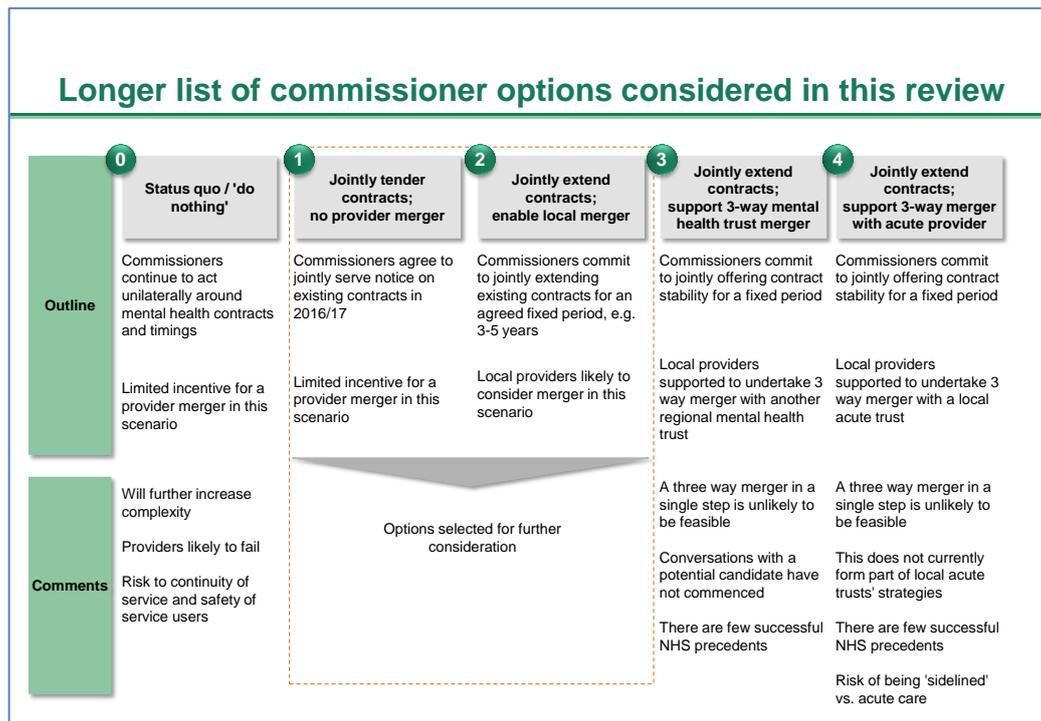 Longer list of commissioner options considered in this review
0
Status quo / 'do
nothing'
1
Jointly tender
contracts;
no provider merger
2
Jointly extend
contracts;
enable local merger
3
Jointly extend
contracts;
support 3-way mental
health trust merger
4
Jointly extend
contracts;
support 3-way merger
with acute provider
Outline
Commissioners
continue to act
unilaterally around
mental health contracts
and timings
Limited incentive for a
provider merger in this
scenario
Commissioners agree to
jointly serve notice on
existing contracts in
2016/17
Limited incentive for a
provider merger in this
scenario
Commissioners commit
to jointly extending
existing contracts for an
agreed fixed period, e.g.
3-5 years
Local providers likely to
consider merger in this
scenario
Commissioners commit
to jointly offering contract
stability for a fixed period
Local providers
supported to undertake 3
way merger with another
regional mental health
trust
Commissioners commit
to jointly offering contract
stability for a fixed period
Local providers
supported to undertake 3
way merger with a local
acute trust
Comments
Will further increase
complexity
Providers likely to fail
Risk to continuity of
service and safety of
service users
Options selected for further
consideration
A three way merger in a
single step is unlikely to
be feasible
Conversations with a
potential candidate have
not commenced
There are few successful
NHS precedents
A three way merger in a
single step is unlikely to
be feasible
This does not currently
form part of local acute
trusts' strategies
There are few successful
NHS precedents
Risk of being 'sidelined'
vs. acute care